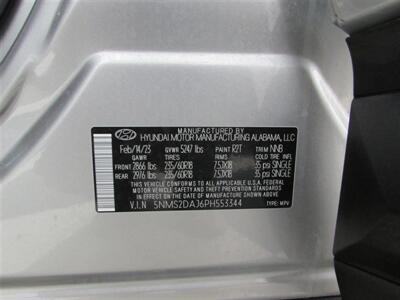 MANUFACTURED BY
HYUNDAI MOTOR MANUFACTURING ALABAMA, LLC
Feb/14/23 GVWR 5247 lbs PAINT R2T TRIM NNB
GAWR TIRE RIM COLD INFL. PRES.
FRONT 2866 lbs 235/60R18 7.5JX18 35 psi SINGLE
REAR 2976 lbs 235/60R18 7.5JX18 35 psi SINGLE
THIS VEHICLE CONFORMS TO ALL APPLICABLE FEDERAL
MOTOR VEHICLE SAFETY AND THEFT PREVENTION
STANDARDS IN EFFECT ON THE DATE OF MANUFACTURE
SHOWN ABOVE.
V.I.N 5NMS2DAJ6PH553344 TYPE: MPV